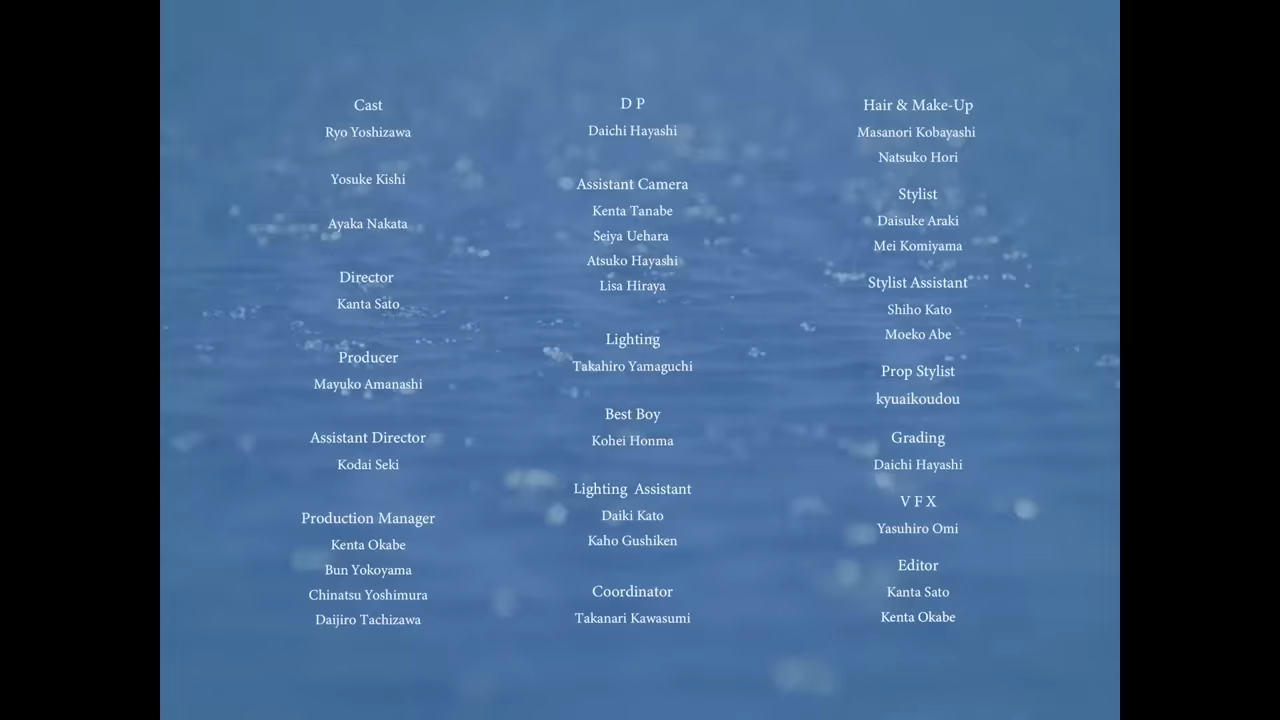 Cast
Ryo Yoshizawa
Yosuke Kishi
Ayaka Nakata
Director
Kanta Sato
Producer
Mayuko Amanashi
Assistant Director
Kodai Seki
Production Manager
Kenta Okabe
Bun Yokoyama
Chinatsu Yoshimura
Daijiro Tachizawa
D P
Daichi Hayashi
Assistant Camera
Kenta Tanabe
Seiya Uehara
Atsuko Hayashi
Lisa Hiraya
Lighting
Takahiro Yamaguchi
Best Boy
Kohei Honma
Lighting Assistant
Daiki Kato
Kaho Gushiken
Coordinator
Takanari Kawasumi
Hair & Make-Up
Masanori Kobayashi
Natsuko Hori
Stylist
Daisuke Araki
Mei Komiyama
Stylist Assistant
Shiho Kato
Moeko Abe
Prop Stylist
kyuaikoudou
Grading
Daichi Hayashi
V F X
Yasuhiro Omi
Editor
Kanta Sato
Kenta Okabe